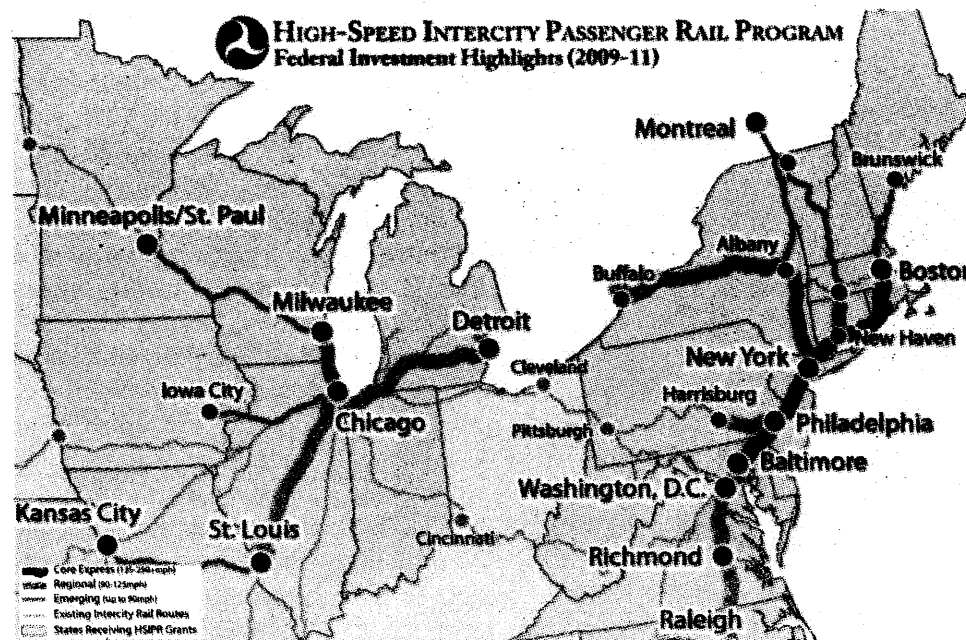 HIGH-SPEED INTERCITY PASSENGER RAIL PROGRAM
Federal Investment Highlights (2009-11)
Montreal
Brunswick
Minneapolis/St. Paul
Albany
Buffalo
Boston
Milwaukee
Detroit
New Haven
New York
Cleveland
Iowa City
Harrisburg
Chicago
Pittsburgh
Philadelphia
Baltimore
Washington, D.C.
Kansas City
St. Louis
Cincinnati
Richmond
Raleigh
Core Express
Regional (90-125mph)
Emerging (up to 90mph)
Existing Intercity Rail Routes
States Receiving HSIPR Grants